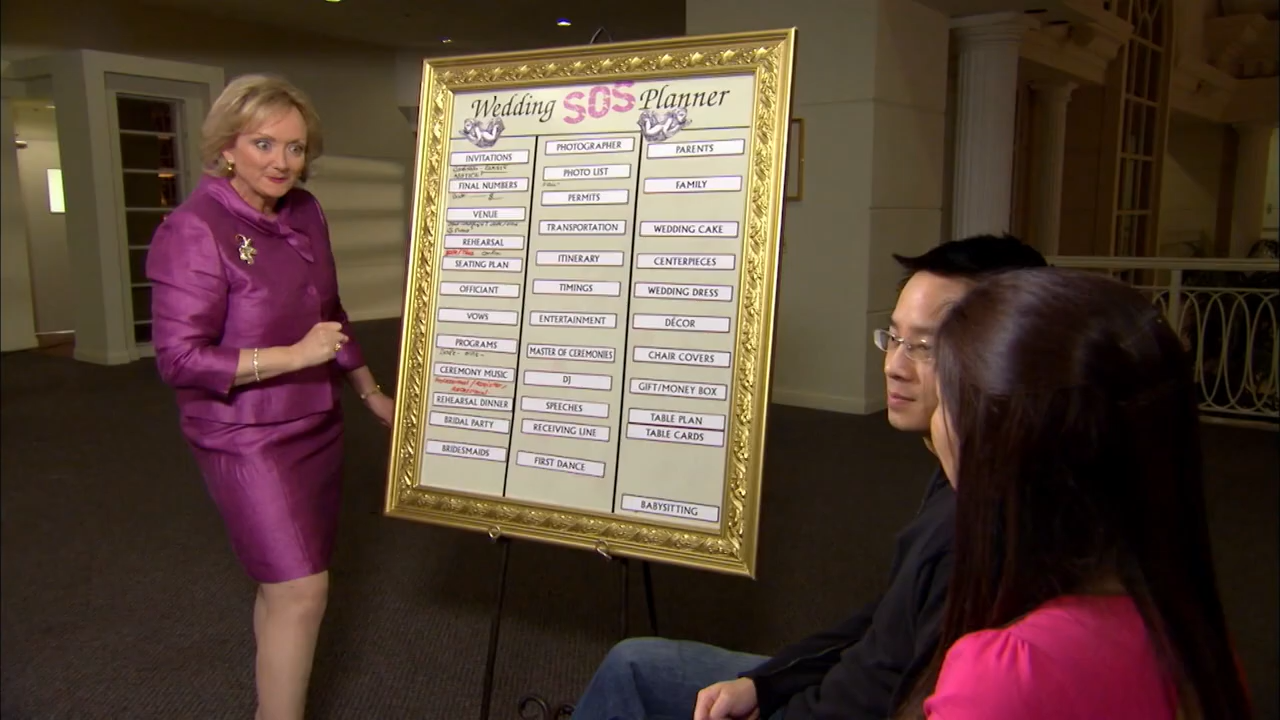 Wedding SOS Planner
INVITATIONS
FINAL NUMBERS
VENUE
REHEARSAL
SEATING PLAN
OFFICIANT
VOWS
PROGRAMS
CEREMONY MUSIC
REHEARSAL DINNER
BRIDAL PARTY
BRIDESMAIDS
PHOTOGRAPHER
PHOTO LIST
PERMITS
TRANSPORTATION
ITINERARY
TIMINGS
ENTERTAINMENT
MASTER OF CEREMONIES
DJ
SPEECHES
RECEIVING LINE
FIRST DANCE
PARENTS
FAMILY
WEDDING CAKE
CENTERPIECES
WEDDING DRESS
DÉCOR
CHAIR COVERS
GIFT/MONEY BOX
TABLE PLAN
TABLE CARDS
BABYSITTING